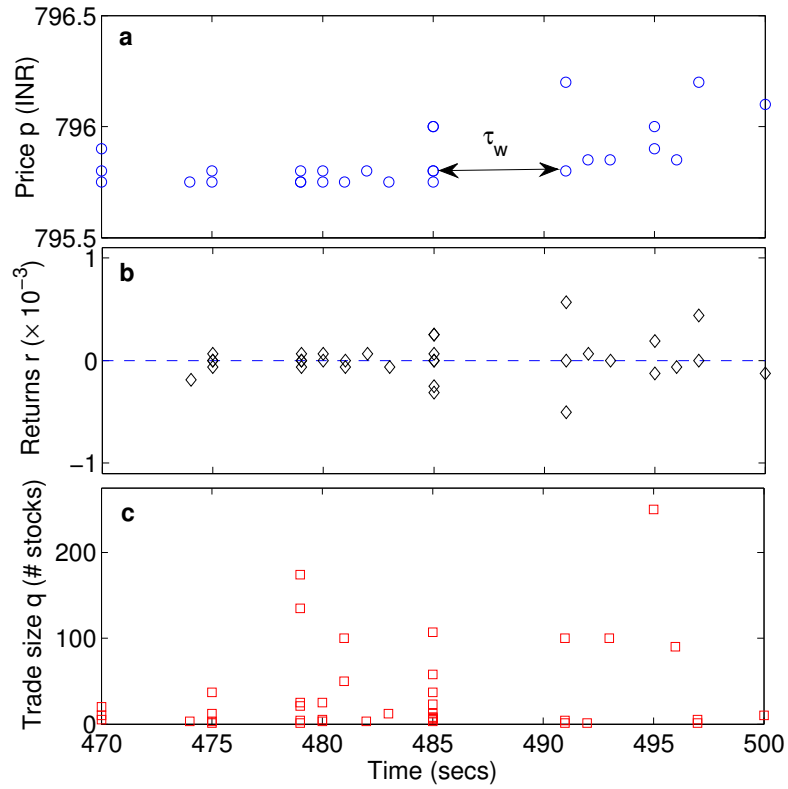 796.5
a
796
795.5
Price p (INR)
τw
1
b
0
−1
Returns r (× 10−3)
c
200
100
0
Trade size q (# stocks)
470 475 480 485 490 495 500
Time (secs)